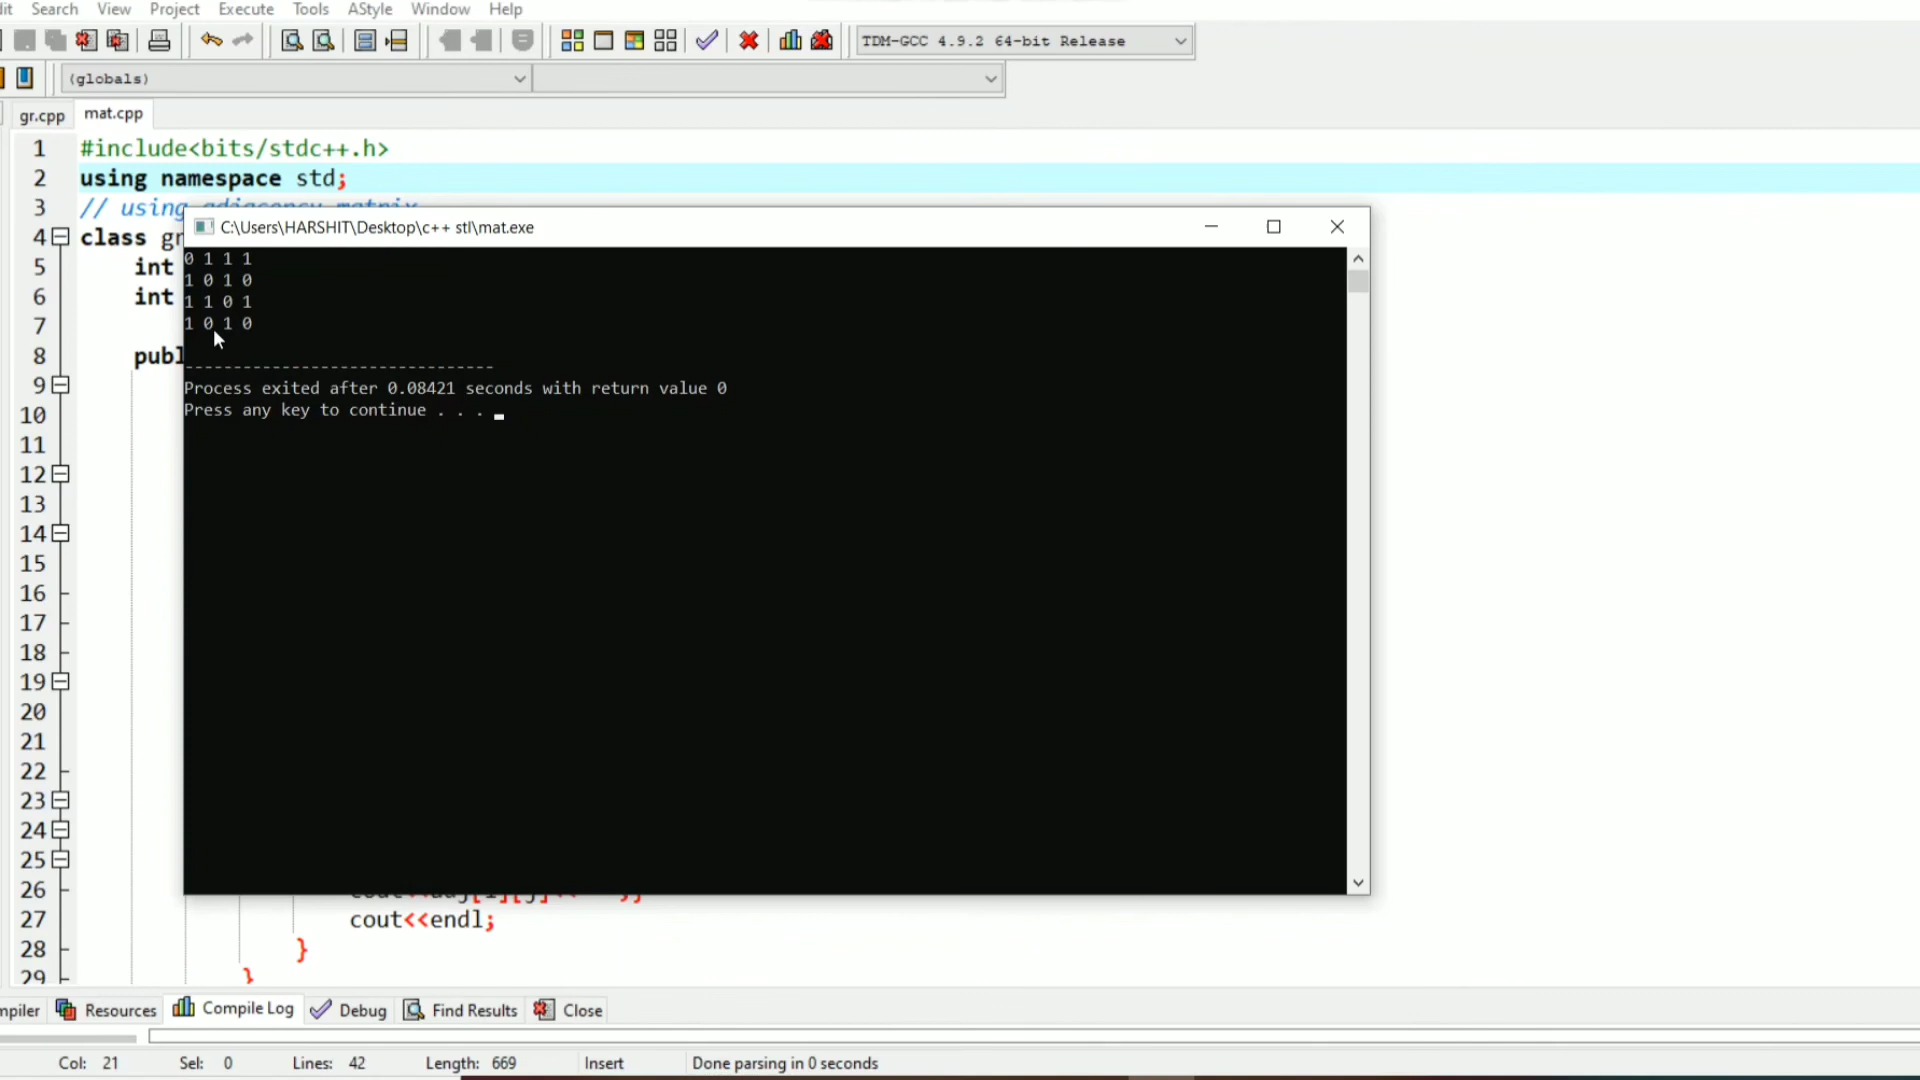 Search View Project Execute Tools AStyle Window Help
TDM-GCC 4.9.2 64-bit Release
(globals)
gr.cpp mat.cpp
1 #include<bits/stdc++.h>
2 using namespace std;
3 // using adjacency matrix
4 class gr
C:\Users\HARSHIT\Desktop\c++ stl\mat.exe
5 int
6 int
7
8 publ
9
10
11
12
13
14
15
16
17
18
19
20
21
22
23
24
25
26
27 cout<<endl;
28 }
29 }
0 1 1 1
1 0 1 0
1 1 0 1
1 0 1 0
--------------------------------
Process exited after 0.08421 seconds with return value 0
Press any key to continue . . .
Resources Compile Log Debug Find Results Close
Col: 21 Sel: 0 Lines: 42 Length: 669 Insert Done parsing in 0 seconds